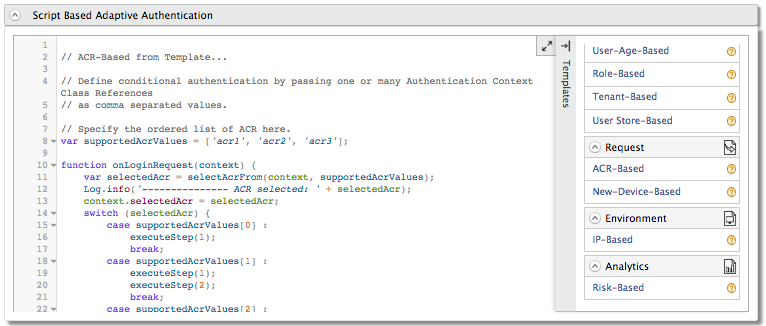 Script Based Adaptive Authentication
1
2 // ACR-Based from Template...
3
4 // Define conditional authentication by passing one or many Authentication Context
Class References
5 // as comma separated values.
6
7 // Specify the ordered list of ACR here.
8 var supportedAcrValues = ['acr1', 'acr2', 'acr3'];
9
10 function onLoginRequest(context) {
11 var selectedAcr = selectAcrFrom(context, supportedAcrValues);
12 Log.info('--------------- ACR selected: ' + selectedAcr);
13 context.selectedAcr = selectedAcr;
14 switch (selectedAcr) {
15 case supportedAcrValues[0] :
16 executeStep(1);
17 break;
18 case supportedAcrValues[1] :
19 executeStep(1);
20 executeStep(2);
21 break;
22 case supportedAcrValues[2] :
Templates
User-Age-Based
Role-Based
Tenant-Based
User Store-Based
Request
ACR-Based
New-Device-Based
Environment
IP-Based
Analytics
Risk-Based